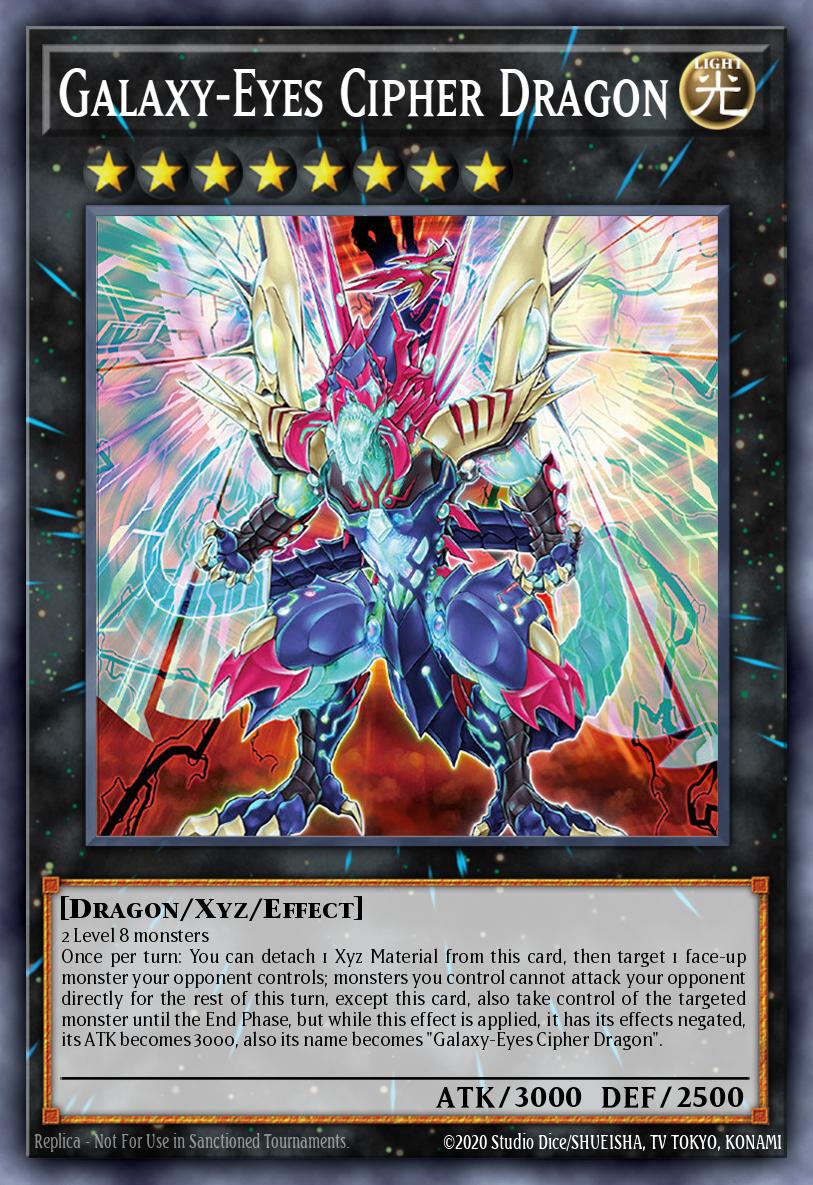 Galaxy-Eyes Cipher Dragon
LIGHT
光
[Dragon/Xyz/Effect]
2 Level 8 monsters
Once per turn: You can detach 1 Xyz Material from this card, then target 1 face-up
monster your opponent controls; monsters you control cannot attack your opponent
directly for the rest of this turn, except this card, also take control of the targeted
monster until the End Phase, but while this effect is applied, it has its effects negated,
its ATK becomes 3000, also its name becomes "Galaxy-Eyes Cipher Dragon".
ATK/3000 DEF/2500
Replica - Not For Use in Sanctioned Tournaments.
©2020 Studio Dice/SHUEISHA, TV TOKYO, KONAMI